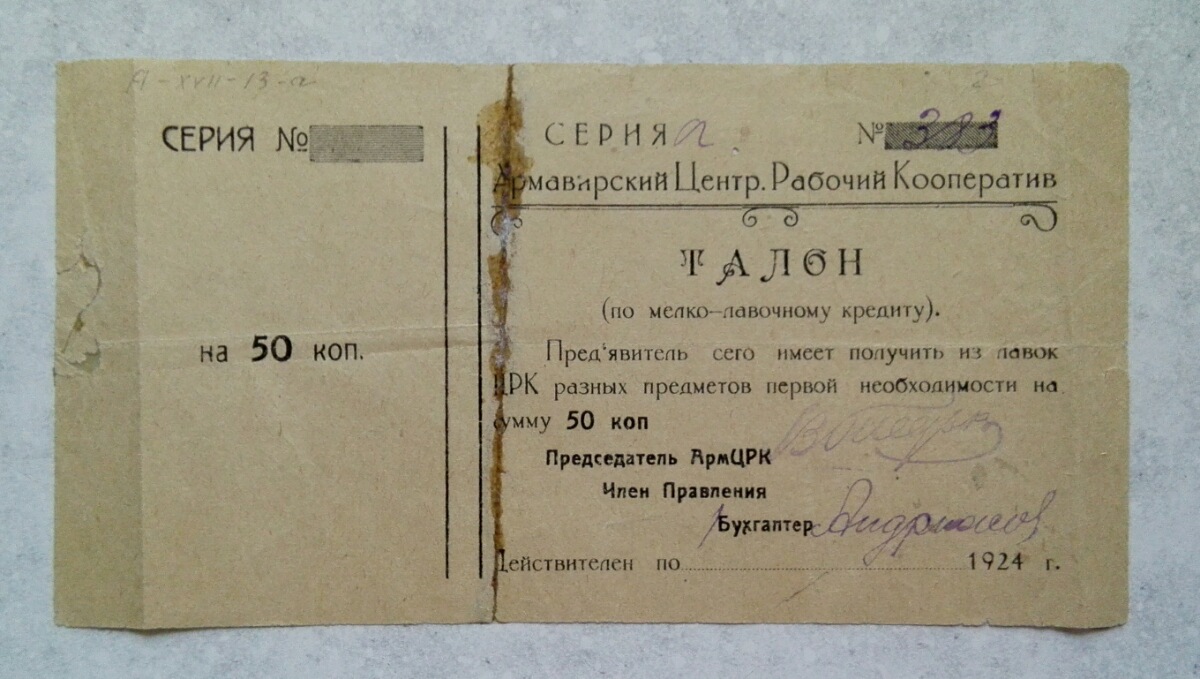 А-XVII-13-а
СЕРИЯ №
на 50 коп.
СЕРИЯ а № 393
Армавирский Центр. Рабочий Кооператив
ТАЛОН
(по мелко-лавочному кредиту).
Пред'явитель сего имеет получить из лавок
ЦРК разных предметов первой необходимости на
сумму 50 коп
Председатель АрмЦРК
Член Правления
Бухгалтер
Действителен по 1924 г.